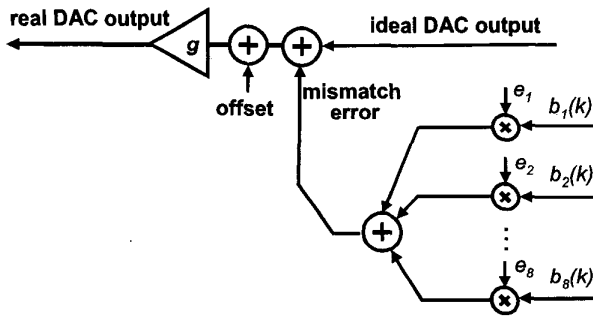 real DAC output
ideal DAC output
g
+
+
offset
mismatch
error
e1
b1(k)
×
e2
b2(k)
×
+
⋮
e8
b8(k)
×